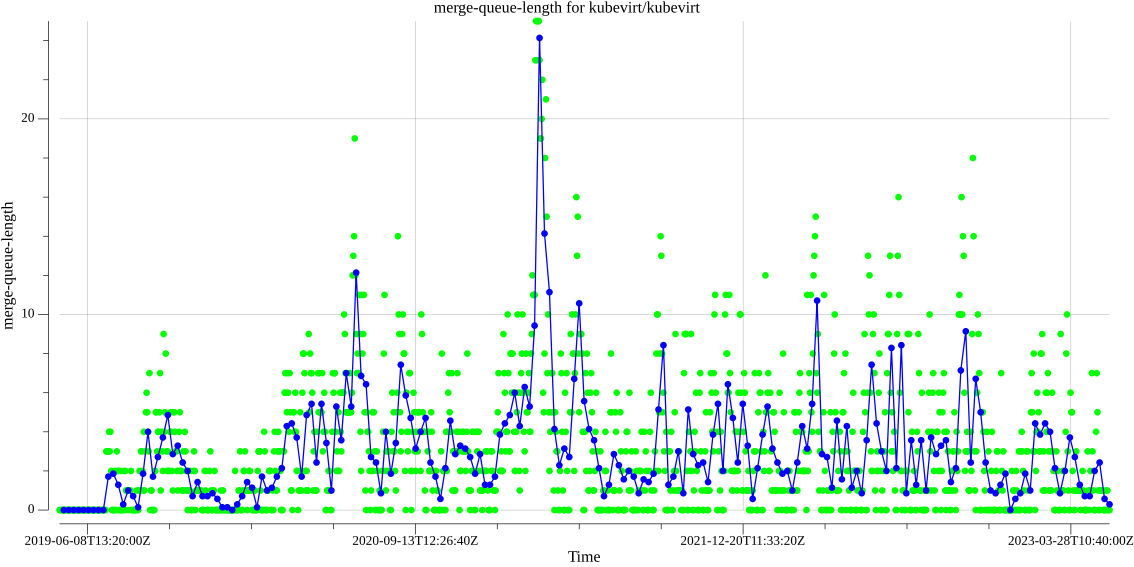 merge-queue-length for kubevirt/kubevirt
merge-queue-length
20
10
0
2019-06-08T13:20:00Z
2020-09-13T12:26:40Z
2021-12-20T11:33:20Z
2023-03-28T10:40:00Z
Time